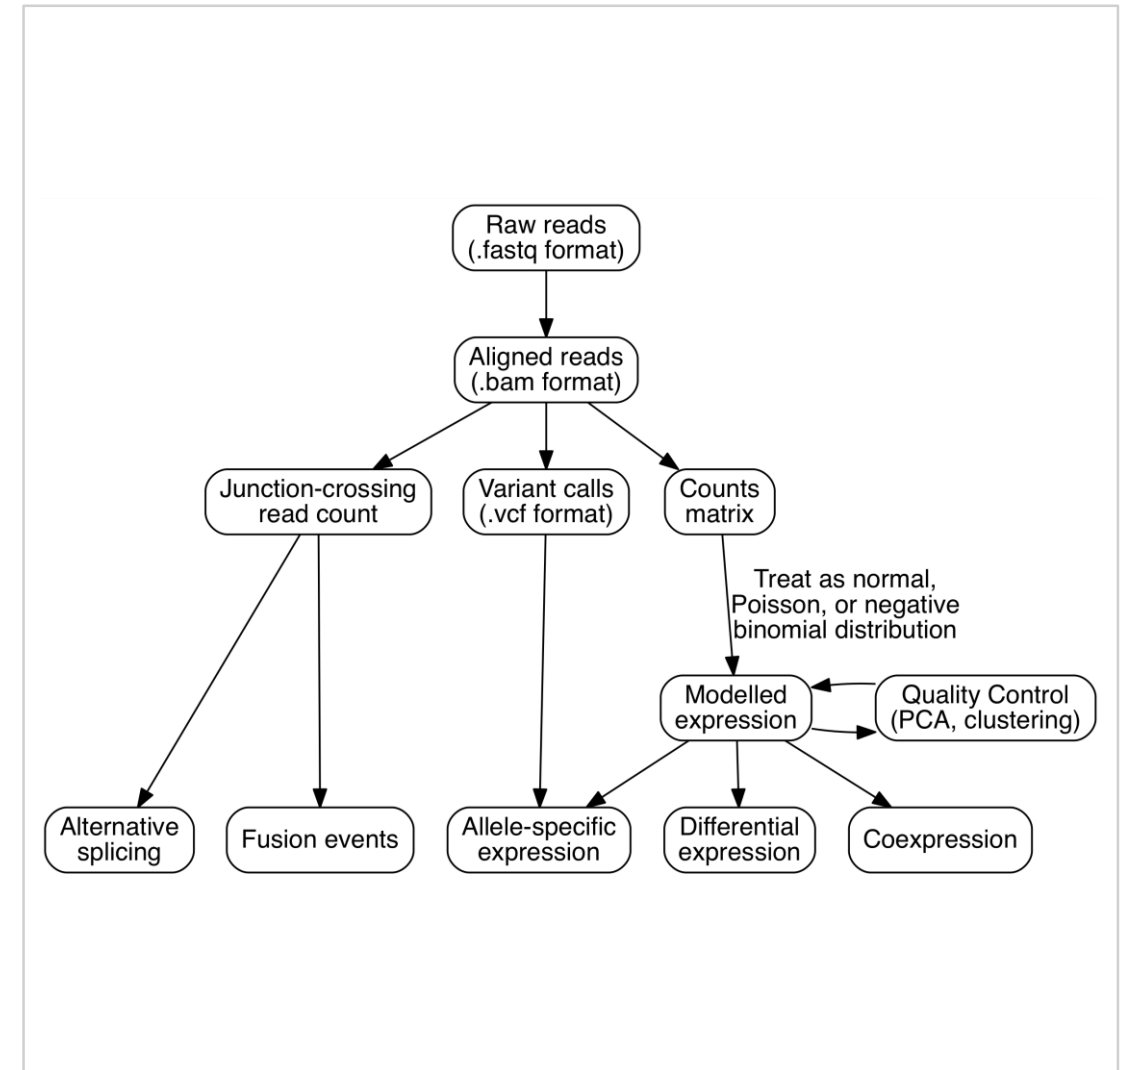 Raw reads
(.fastq format)
Aligned reads
(.bam format)
Junction-crossing
read count
Variant calls
(.vcf format)
Counts
matrix
Treat as normal,
Poisson, or negative
binomial distribution
Modelled
expression
Quality Control
(PCA, clustering)
Alternative
splicing
Fusion events
Allele-specific
expression
Differential
expression
Coexpression